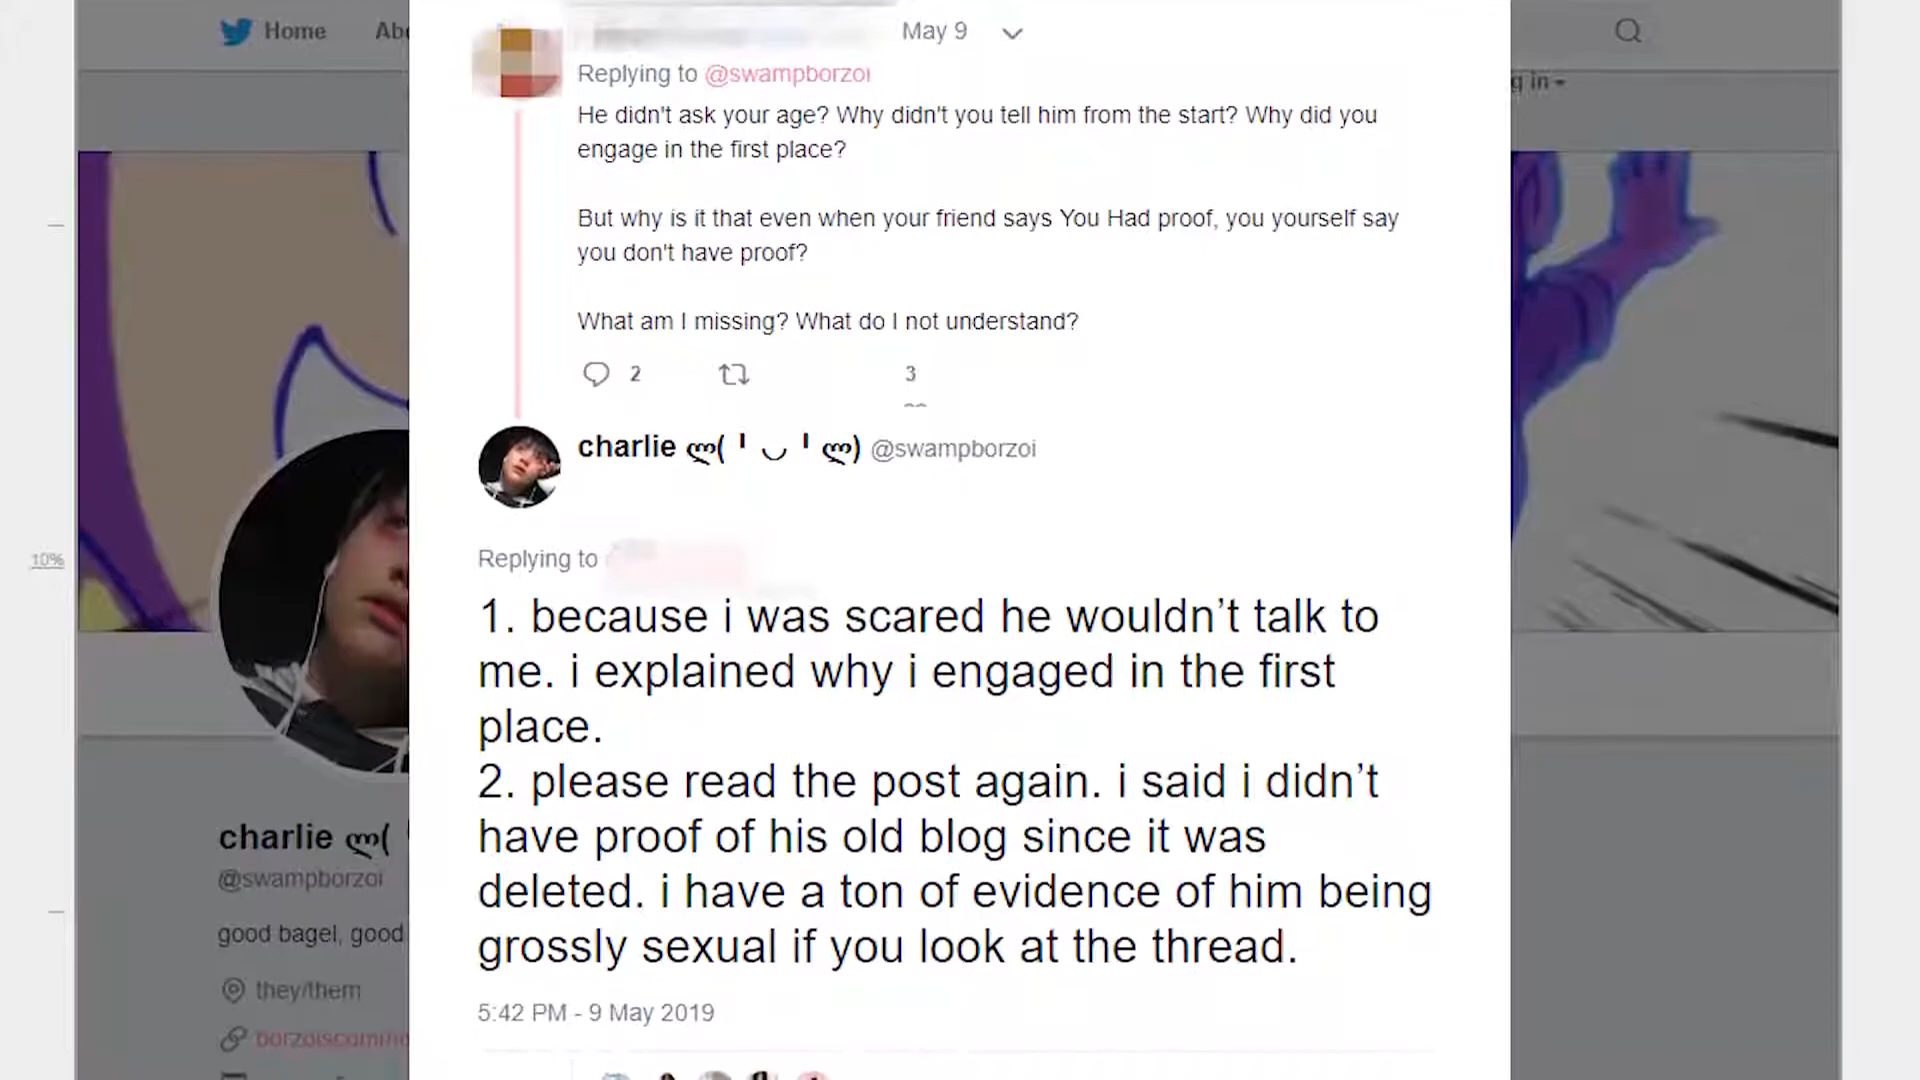 Home
May 9
Replying to @swampborzoi
He didn't ask your age? Why didn't you tell him from the start? Why did you
engage in the first place?
But why is it that even when your friend says You Had proof, you yourself say
you don't have proof?
What am I missing? What do I not understand?
2
3
charlie ლ( ╹ ◡ ╹ ლ) @swampborzoi
Replying to
1. because i was scared he wouldn’t talk to
me. i explained why i engaged in the first
place.
2. please read the post again. i said i didn’t
have proof of his old blog since it was
deleted. i have a ton of evidence of him being
grossly sexual if you look at the thread.
5:42 PM - 9 May 2019
10%
charlie ლ(
@swampborzoi
good bagel, good
they/them
in